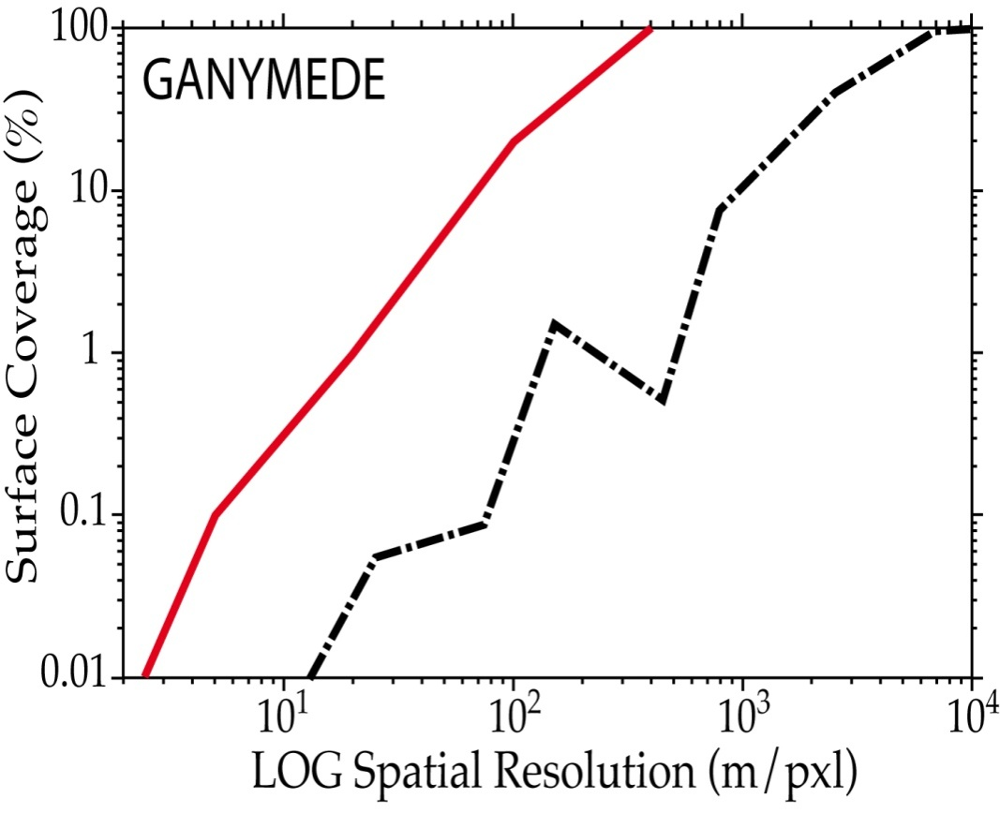 GANYMEDE
Surface Coverage (%)
100
10
1
0.1
0.01
10¹ 10² 10³ 10⁴
LOG Spatial Resolution (m/pxl)